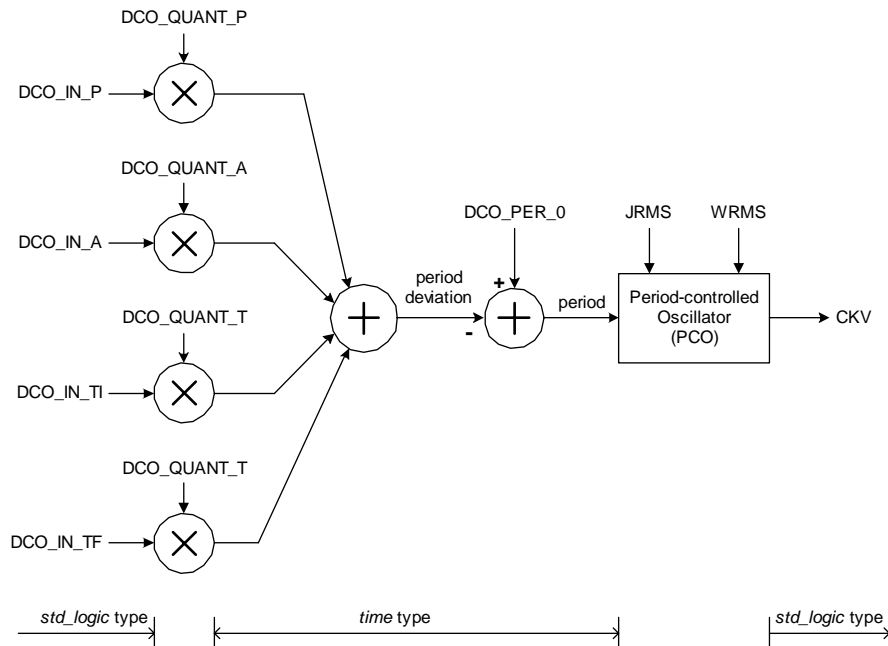 DCO_QUANT_P
DCO_IN_P
DCO_QUANT_A
DCO_IN_A
DCO_QUANT_T
DCO_IN_TI
DCO_QUANT_T
DCO_IN_TF
period
deviation
DCO_PER_0
+
-
period
JRMS
WRMS
Period-controlled
Oscillator
(PCO)
CKV
std_logic type
time type
std_logic type